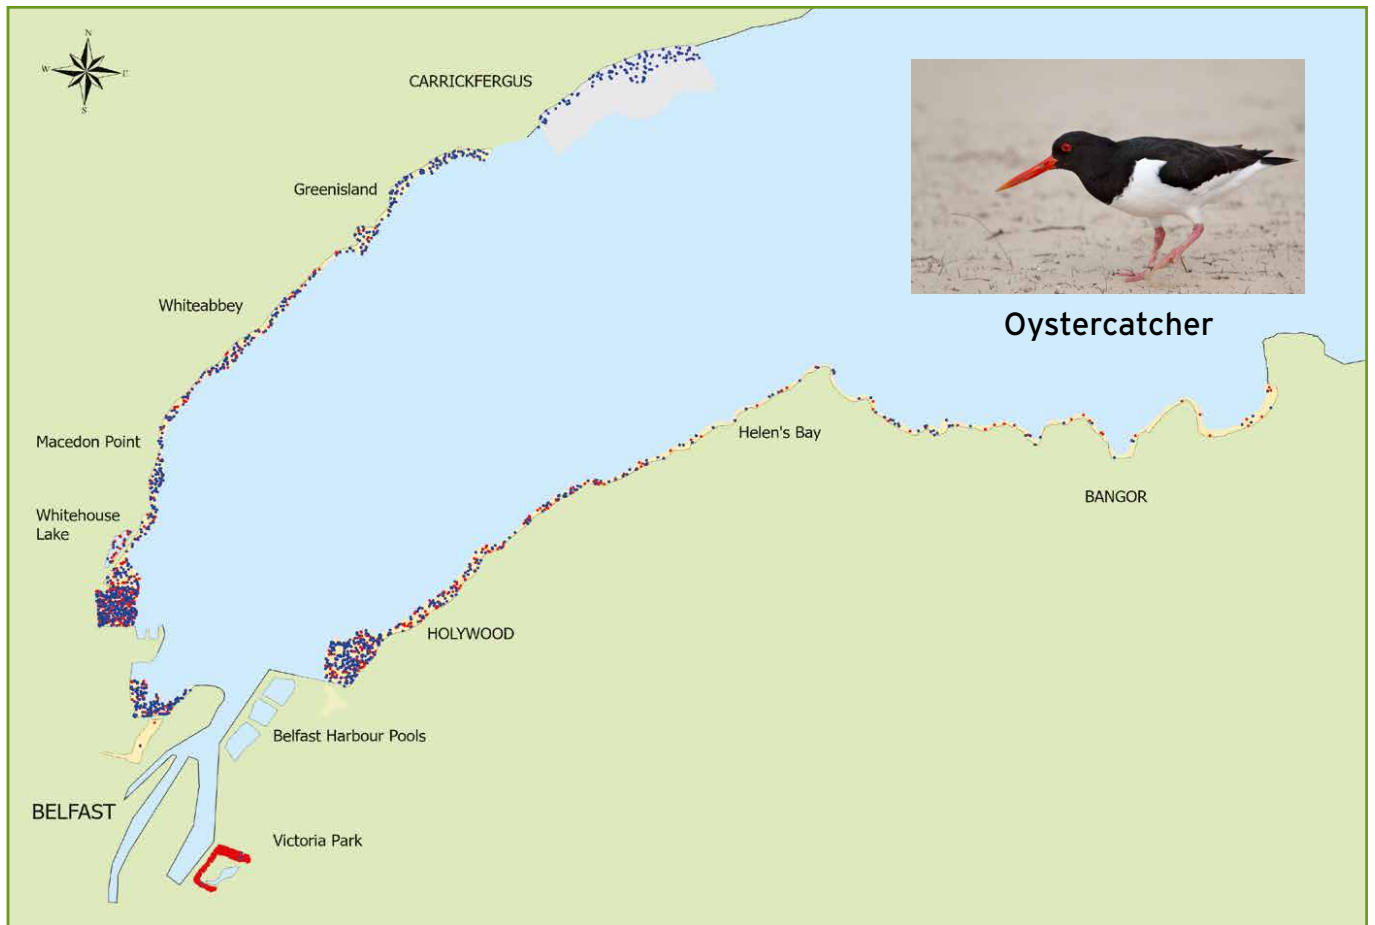 N
W
E
S
CARRICKFERGUS
Greenisland
Oystercatcher
Whiteabbey
Helen's Bay
Macedon Point
BANGOR
Whitehouse
Lake
HOLYWOOD
Belfast Harbour Pools
BELFAST
Victoria Park